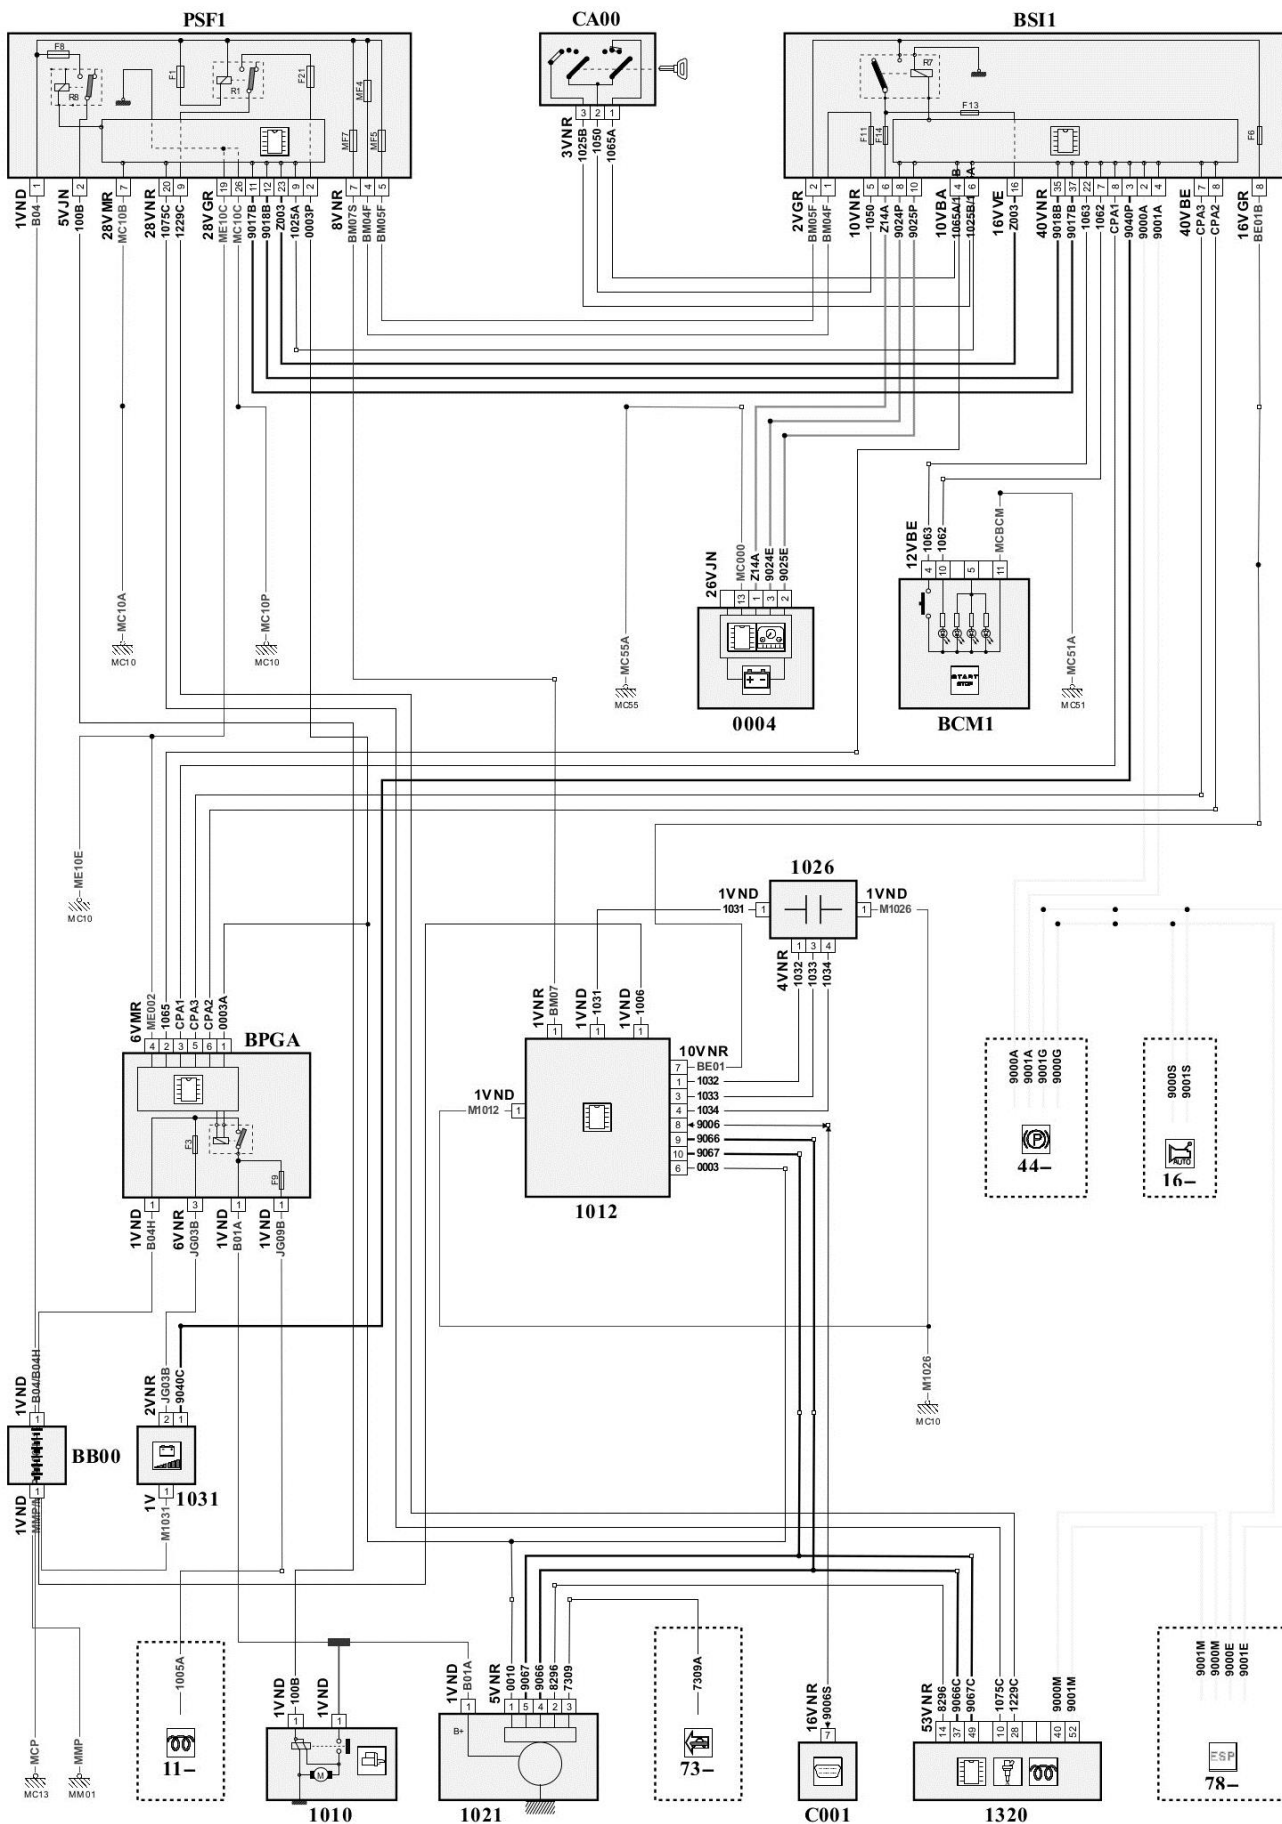 PSF1
CA00
BSI1
F8
R8
F1
R1
F21
MF7
MF4
MF5
R7
F13
F11
F14
F6
1VND
1
B04
5VJN
2
100B
28VMR
7
MC10B
28VNR
20
1075C
9
1229C
28VGR
19
ME10C
26
MC10C
11
9017B
12
9018B
23
Z003
9
1025A
2
0003P
8VNR
7
BM07S
4
BM04F
5
BM05F
3VNR
3
1025B
2
1050
1
1065A
2VGR
2
BM05F
1
BM04F
10VNR
5
1050
6
Z14A
8
9024P
10
9025P
10VBA
4
1065A/1
B
6
1025B/1
A
16VVE
16
Z003
40VNR
35
9018B
37
9017B
22
1063
7
1062
8
CPA1
3
9040P
2
9000A
4
9001A
40VBE
7
CPA3
8
CPA2
16VGR
8
BE01B
MC10A
MC10
MC10P
MC10
MC55A
MC55
26VJN
MC000
13
Z14A
1
9024E
3
9025E
2
0004
12VBE
1063
4
1062
10
5
MCBCM
11
START
STOP
BCM1
MC51A
MC51
ME10E
MC10
6VMR
ME002
4
1065
2
CPA1
3
CPA3
5
CPA2
6
0003A
1
BPGA
F3
F9
1VND
1
B04H
6VNR
3
JG03B
1VND
1
B01A
1VND
1
JG09B
1026
1VND
1031
1
1VND
1
M1026
4VNR
1
1032
3
1033
4
1034
1VNR
BM07
1
1VND
1031
1
1VND
1006
1
1VND
M1012
1
10VNR
7
BE01
1
1032
3
1033
4
1034
8
9006
9
9066
10
9067
6
0003
1012
M1026
MC10
9000A
9001A
9001G
9000G
P
44–
9000S
9001S
AUTO
16–
1VND
B04/B04H
1
BB00
1
1VND
MMP/M
2VNR
JG03B
2
9040C
1
1031
1V
1
M1031
MCP
MC13
MMP
MM01
1005A
11–
1VND
100B
1
1VND
1
M
1010
1VND
B01A
1
B+
5VNR
0010
1
9067
5
9066
4
8296
2
7309
3
1021
7309A
73–
16VNR
9006S
7
C001
53VNR
8296
14
9066C
37
9067C
49
1075C
10
1229C
28
9000M
40
9001M
52
1320
9001M
9000M
9000E
9001E
ESP
78–